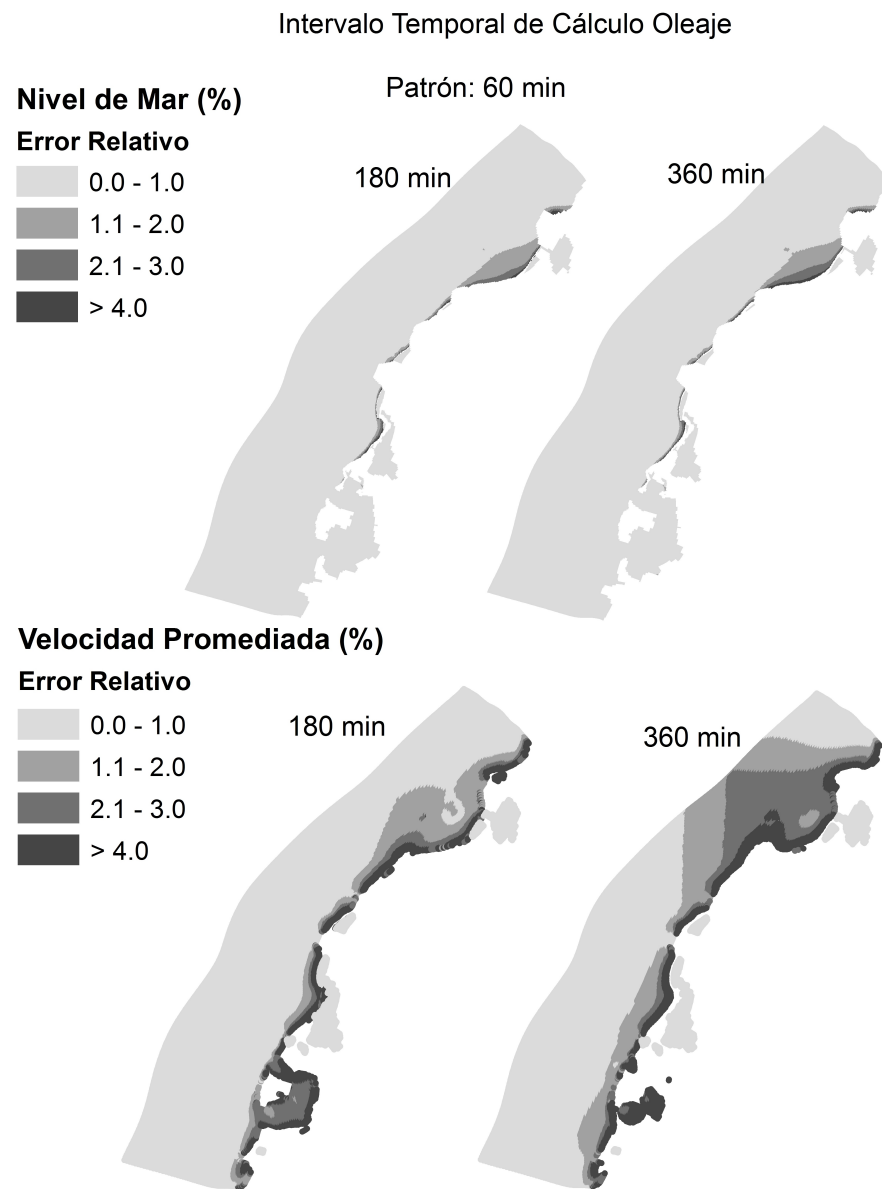 Intervalo Temporal de Cálculo Oleaje
Patrón: 60 min
Nivel de Mar (%)
Error Relativo
0.0 - 1.0
1.1 - 2.0
2.1 - 3.0
> 4.0
180 min
360 min
Velocidad Promediada (%)
Error Relativo
0.0 - 1.0
1.1 - 2.0
2.1 - 3.0
> 4.0
180 min
360 min